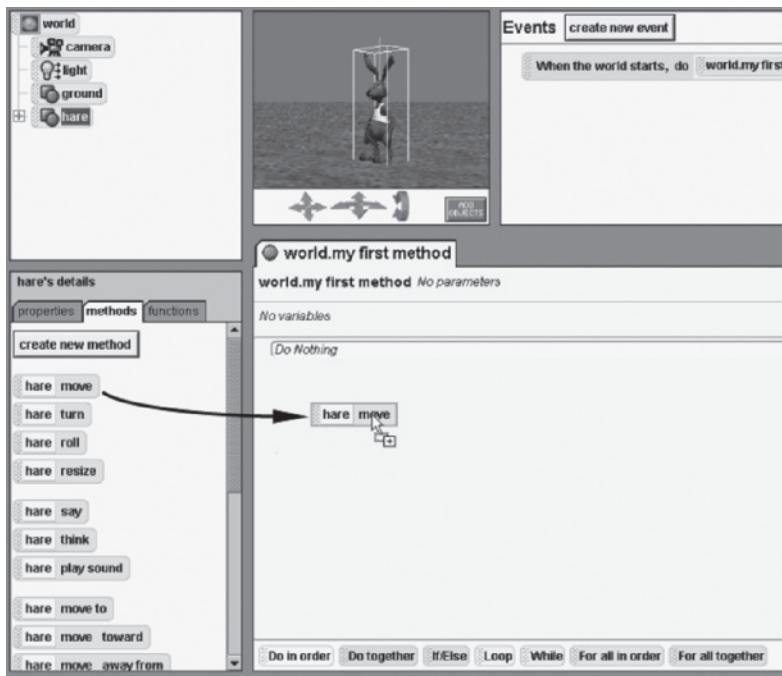 world
camera
light
ground
hare
Events create new event
When the world starts, do world.my first
ADD
OBJECTS
world.my first method
world.my first method No parameters
No variables
Do Nothing
hare move
hare's details
properties methods functions
create new method
hare move
hare turn
hare roll
hare resize
hare say
hare think
hare play sound
hare move to
hare move toward
hare move away from
Do in order Do together If/Else Loop While For all in order For all together